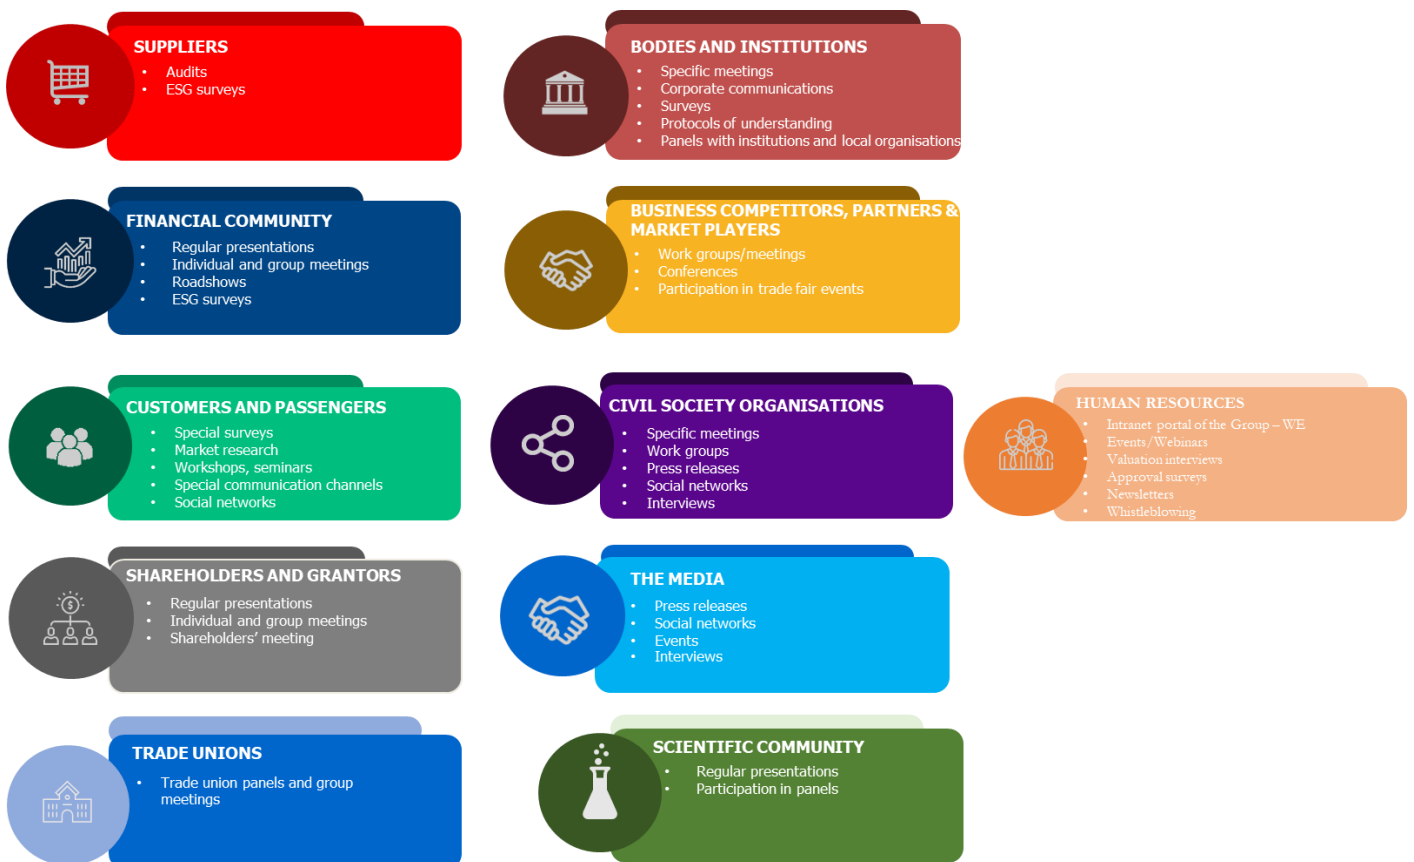 SUPPLIERS
• Audits
• ESG surveys
BODIES AND INSTITUTIONS
• Specific meetings
• Corporate communications
• Surveys
• Protocols of understanding
• Panels with institutions and local organisations
FINANCIAL COMMUNITY
• Regular presentations
• Individual and group meetings
• Roadshows
• ESG surveys
BUSINESS COMPETITORS, PARTNERS &
MARKET PLAYERS
• Work groups/meetings
• Conferences
• Participation in trade fair events
CUSTOMERS AND PASSENGERS
• Special surveys
• Market research
• Workshops, seminars
• Special communication channels
• Social networks
CIVIL SOCIETY ORGANISATIONS
• Specific meetings
• Work groups
• Press releases
• Social networks
• Interviews
HUMAN RESOURCES
• Intranet portal of the Group – WE
• Events/Webinars
• Valuation interviews
• Approval surveys
• Newsletters
• Whistleblowing
SHAREHOLDERS AND GRANTORS
• Regular presentations
• Individual and group meetings
• Shareholders’ meeting
THE MEDIA
• Press releases
• Social networks
• Events
• Interviews
TRADE UNIONS
• Trade union panels and group
meetings
SCIENTIFIC COMMUNITY
• Regular presentations
• Participation in panels